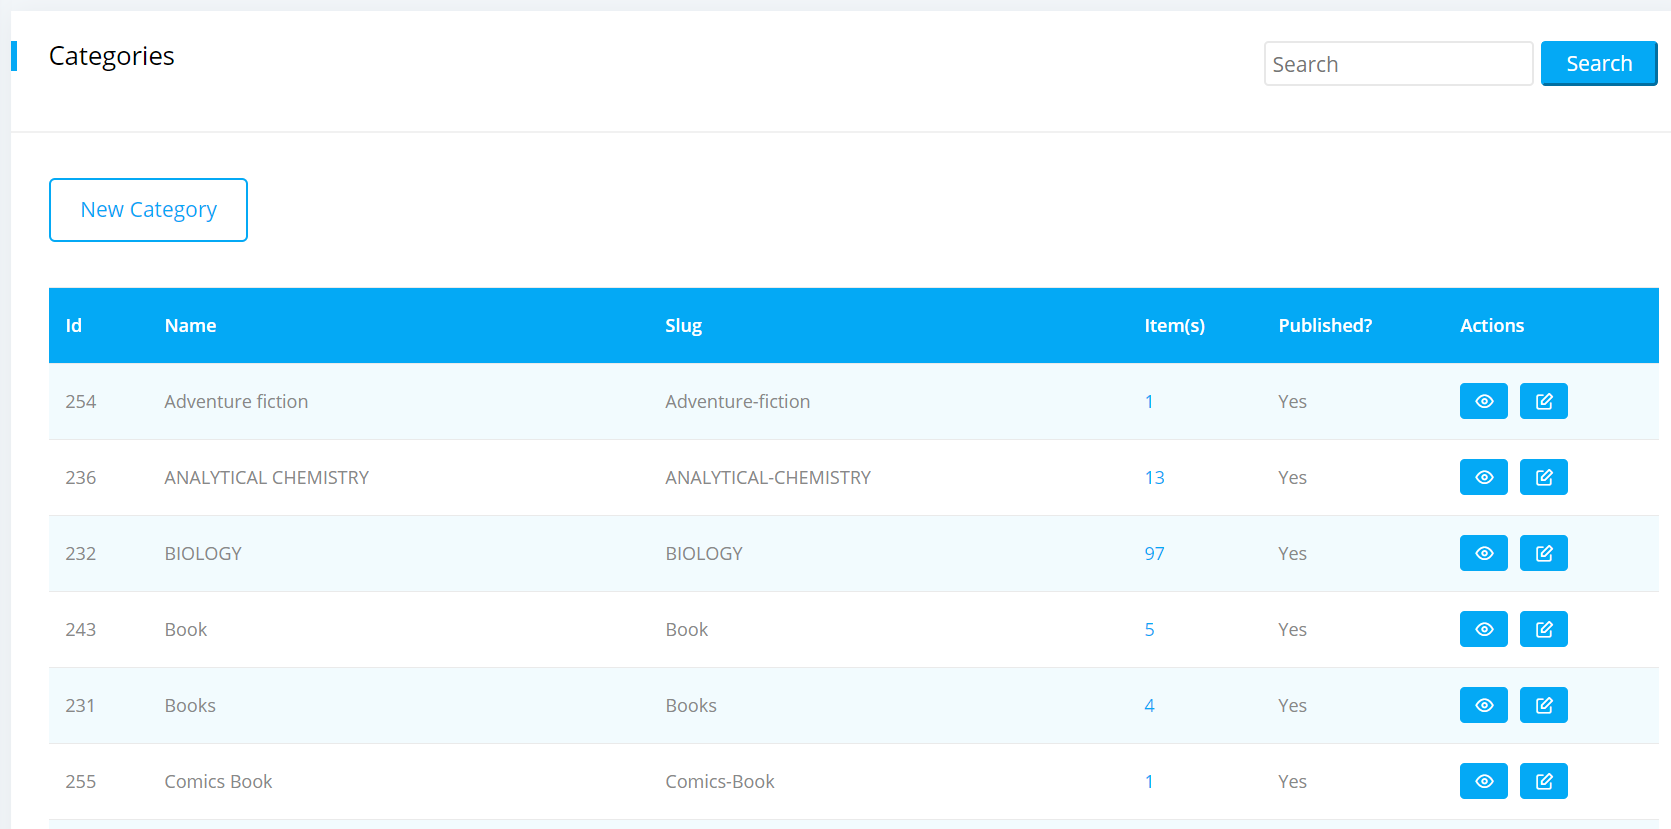 Categories
Search Search
New Category
Id Name Slug Item(s) Published? Actions
254 Adventure fiction Adventure-fiction 1 Yes
236 ANALYTICAL CHEMISTRY ANALYTICAL-CHEMISTRY 13 Yes
232 BIOLOGY BIOLOGY 97 Yes
243 Book Book 5 Yes
231 Books Books 4 Yes
255 Comics Book Comics-Book 1 Yes